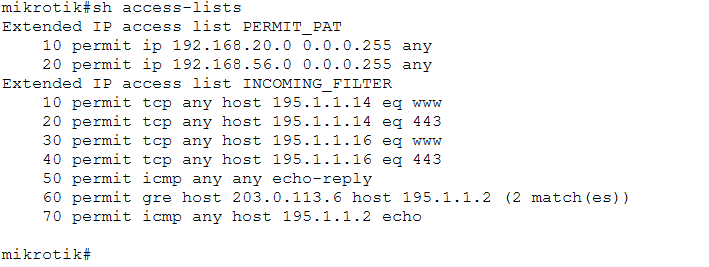 mikrotik#sh access-lists
Extended IP access list PERMIT_PAT
    10 permit ip 192.168.20.0 0.0.0.255 any
    20 permit ip 192.168.56.0 0.0.0.255 any
Extended IP access list INCOMING_FILTER
    10 permit tcp any host 195.1.1.14 eq www
    20 permit tcp any host 195.1.1.14 eq 443
    30 permit tcp any host 195.1.1.16 eq www
    40 permit tcp any host 195.1.1.16 eq 443
    50 permit icmp any any echo-reply
    60 permit gre host 203.0.113.6 host 195.1.1.2 (2 match(es))
    70 permit icmp any host 195.1.1.2 echo
mikrotik#